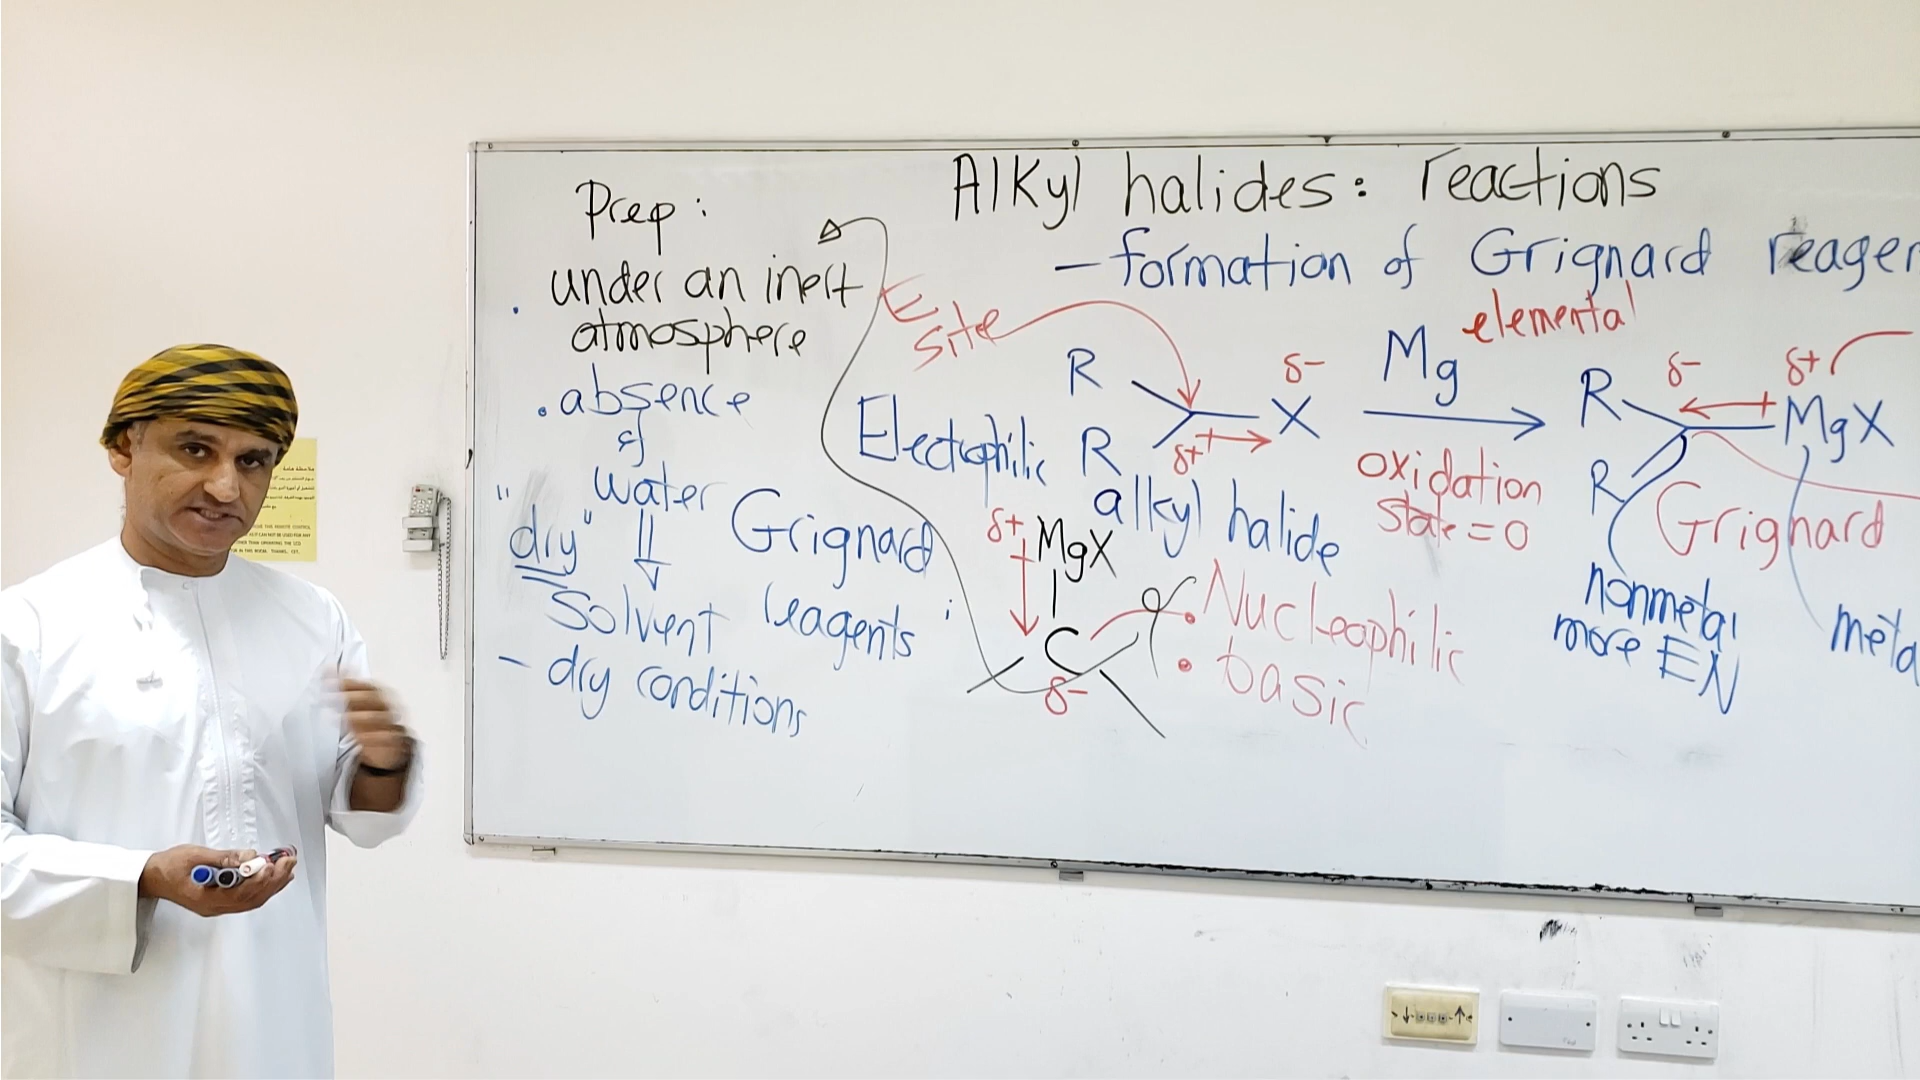 Alkyl halides: reactions
- formation of Grignard reagen
Prep:
. under an inert
atmosphere
. absence
of
water
"dry"
Solvent
- dry conditions
E
site
R
R
δ+
δ-
X
Electrophilic
alkyl halide
Mg
elemental
oxidation
state = 0
R
R
δ-
δ+
MgX
Grignard
nonmetal
more EN
meta
Grignard
reagents :
δ+
MgX
C
δ-
. Nucleophilic
. basic